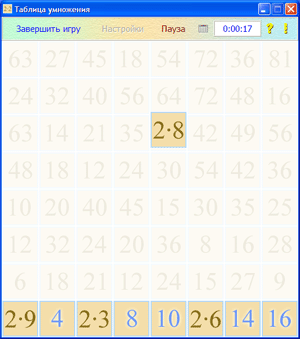 Таблица умножения
Завершить игру Настройки Пауза 0:00:17 ? !
63 27 45 18 54 72 36 81
24 32 40 56 64 72 48 16
63 14 21 35 2·8 42 49 56
48 18 12 24 30 54 42 36
10 20 40 45 15 30 35 25
12 32 24 20 36 8 16 28
6 18 21 12 24 15 27 9
2·9 4 2·3 8 10 2·6 14 16